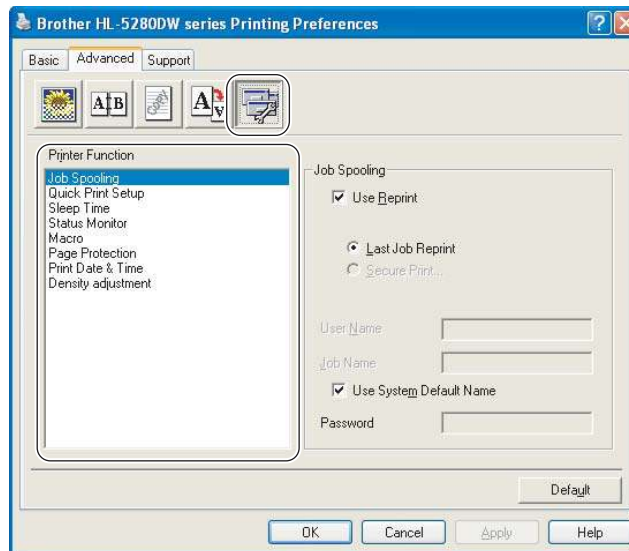 Brother HL-5280DW series Printing Preferences
Basic Advanced Support
A B
A A
Printer Function
Job Spooling
Quick Print Setup
Sleep Time
Status Monitor
Macro
Page Protection
Print Date & Time
Density adjustment
Job Spooling
Use Reprint
Last Job Reprint
Secure Print...
User Name
Job Name
Use System Default Name
Password
Default
OK Cancel Apply Help